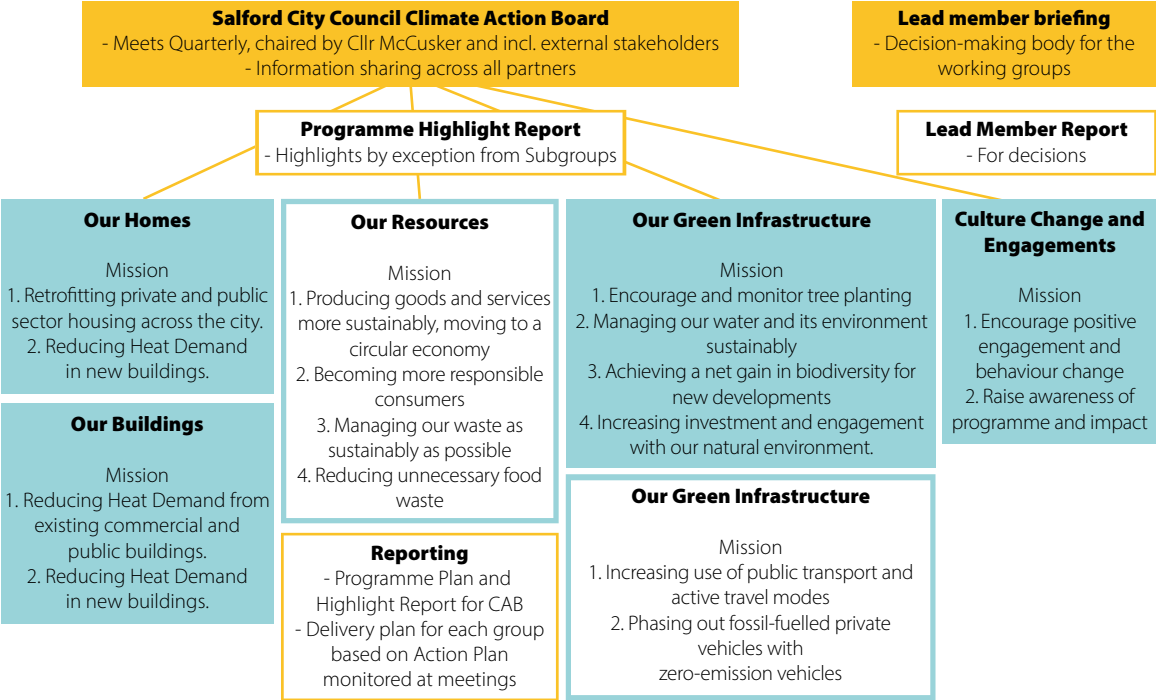 Salford City Council Climate Action Board
- Meets Quarterly, chaired by Cllr McCusker and incl. external stakeholders
- Information sharing across all partners
Lead member briefing
- Decision-making body for the
working groups
Programme Highlight Report
- Highlights by exception from Subgroups
Lead Member Report
- For decisions
Our Homes
Mission
1. Retrofitting private and public
sector housing across the city.
2. Reducing Heat Demand
in new buildings.
Our Buildings
Mission
1. Reducing Heat Demand from
existing commercial and
public buildings.
2. Reducing Heat Demand
in new buildings.
Our Resources
Mission
1. Producing goods and services
more sustainably, moving to a
circular economy
2. Becoming more responsible
consumers
3. Managing our waste as
sustainably as possible
4. Reducing unnecessary food
waste
Reporting
- Programme Plan and
Highlight Report for CAB
- Delivery plan for each group
based on Action Plan
monitored at meetings
Our Green Infrastructure
Mission
1. Encourage and monitor tree planting
2. Managing our water and its environment
sustainably
3. Achieving a net gain in biodiversity for
new developments
4. Increasing investment and engagement
with our natural environment.
Our Green Infrastructure
Mission
1. Increasing use of public transport and
active travel modes
2. Phasing out fossil-fuelled private
vehicles with
zero-emission vehicles
Culture Change and
Engagements
Mission
1. Encourage positive
engagement and
behaviour change
2. Raise awareness of
programme and impact